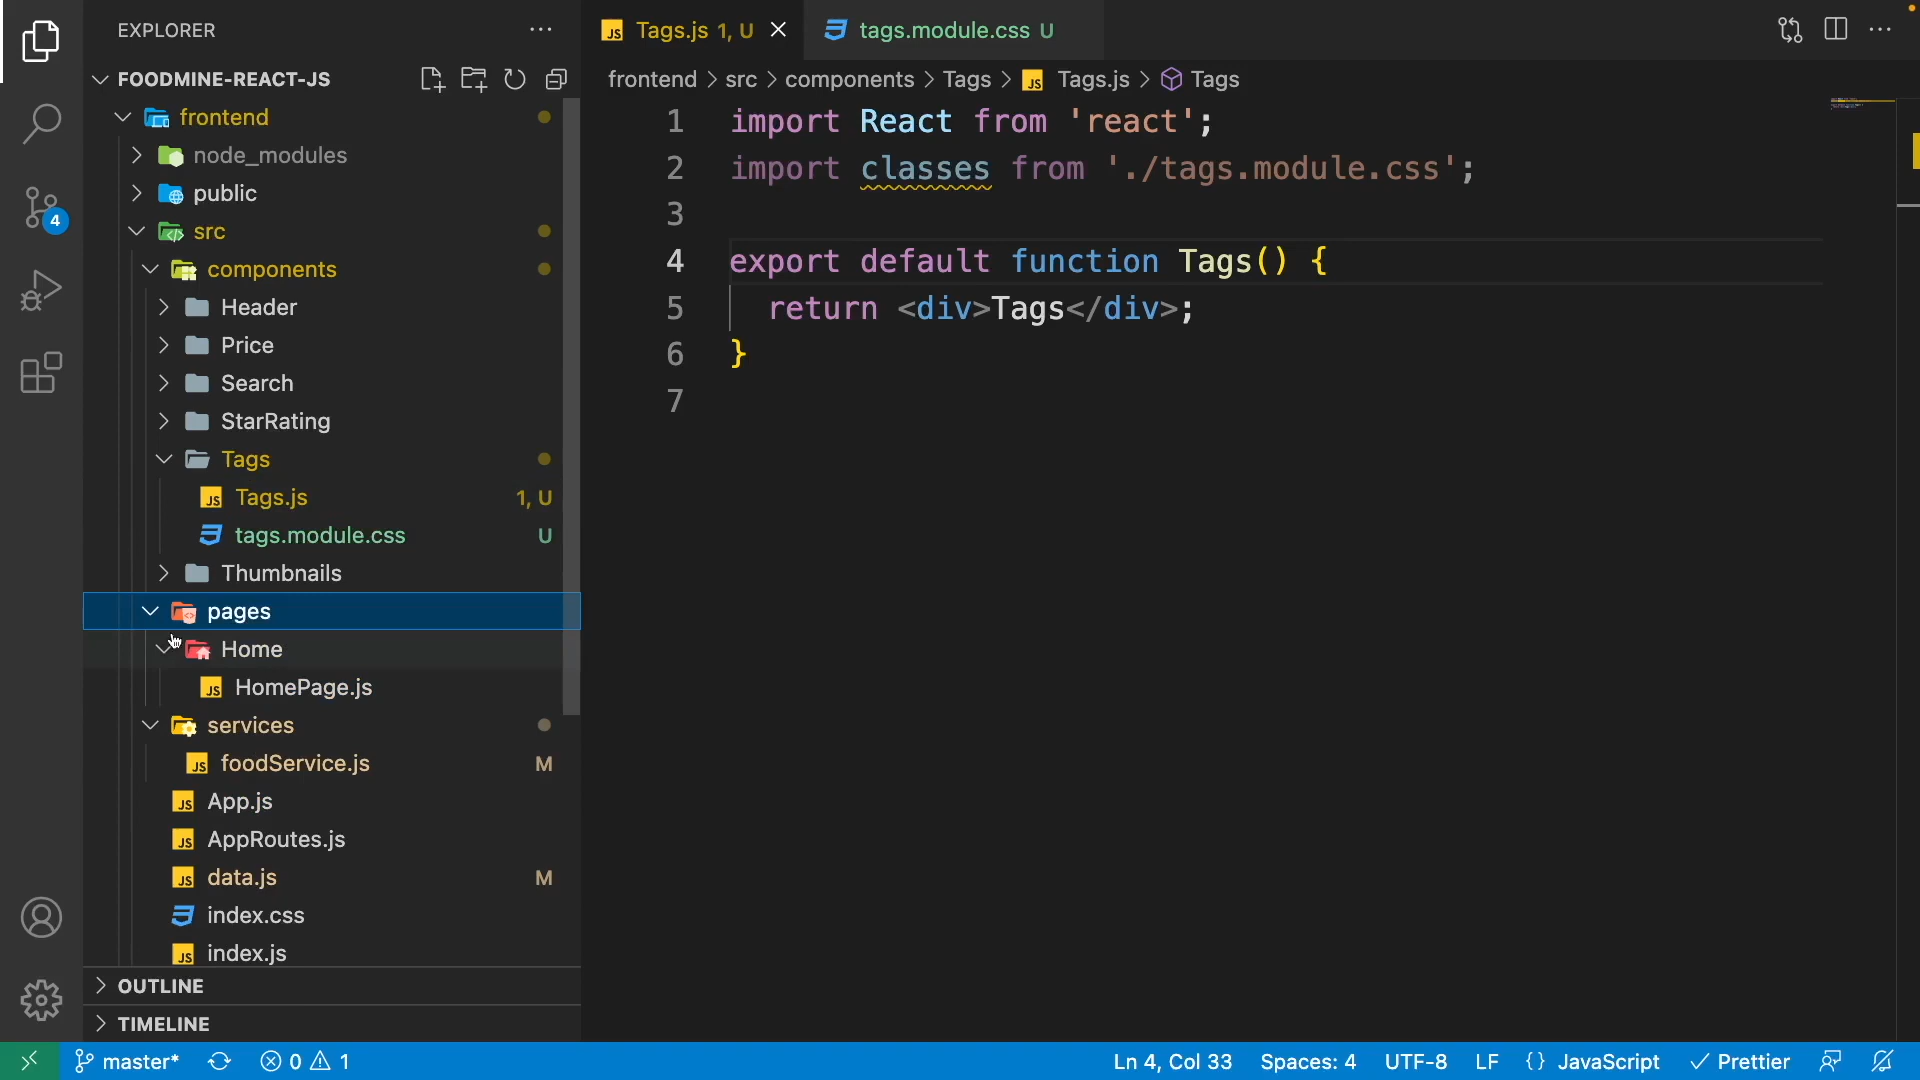 EXPLORER
FOODMINE-REACT-JS
frontend
node_modules
public
src
components
Header
Price
Search
StarRating
Tags
Tags.js 1, U
tags.module.css U
Thumbnails
pages
Home
HomePage.js
services
foodService.js M
App.js
AppRoutes.js
data.js M
index.css
index.js
OUTLINE
TIMELINE
4
JS Tags.js 1, U
tags.module.css U
frontend > src > components > Tags > JS Tags.js > Tags
1 import React from 'react';
2 import classes from './tags.module.css';
3
4 export default function Tags() {
5 return <div>Tags</div>;
6 }
7
master* 0 1 Ln 4, Col 33 Spaces: 4 UTF-8 LF {} JavaScript Prettier